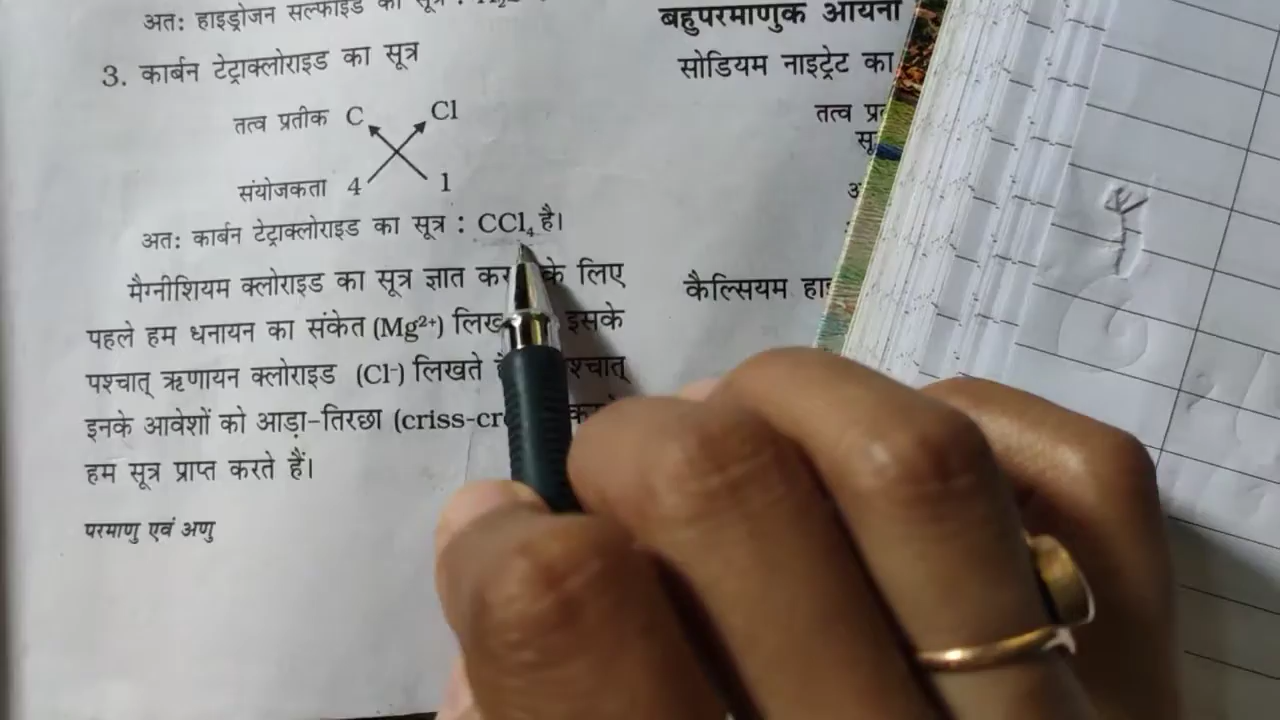 अतः हाइड्रोजन सल्फाइड का सूत्र :
3. कार्बन टेट्राक्लोराइड का सूत्र
तत्व प्रतीक C Cl
संयोजकता 4 1
अतः कार्बन टेट्राक्लोराइड का सूत्र : CCl₄ है।
मैग्नीशियम क्लोराइड का सूत्र ज्ञात कर के लिए
पहले हम धनायन का संकेत (Mg²⁺) लिख इसके
पश्चात् ऋणायन क्लोराइड (Cl⁻) लिखते पश्चात्
इनके आवेशों को आड़ा-तिरछा (criss-cr
हम सूत्र प्राप्त करते हैं।
परमाणु एवं अणु
बहुपरमाणुक आयनों
सोडियम नाइट्रेट का
तत्व प्र
सू
कैल्सियम हा